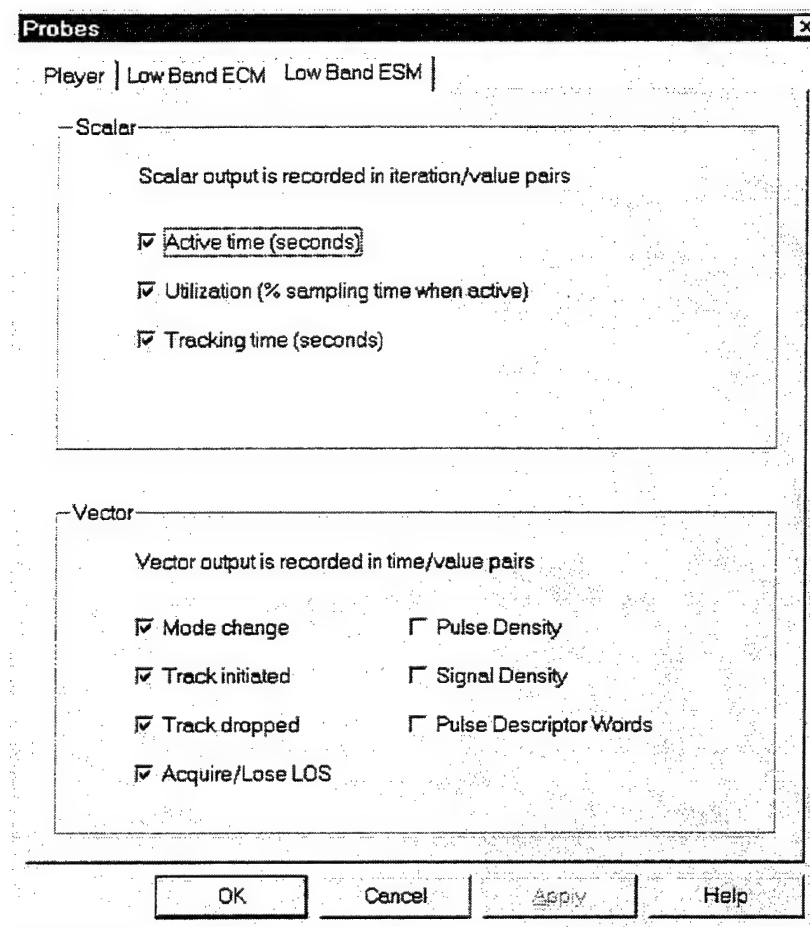 Probes
Player Low Band ECM Low Band ESM
Scalar
Scalar output is recorded in iteration/value pairs
Active time (seconds)
Utilization (% sampling time when active)
Tracking time (seconds)
Vector
Vector output is recorded in time/value pairs
Mode change Pulse Density
Track initiated Signal Density
Track dropped Pulse Descriptor Words
Acquire/Lose LOS
OK Cancel Apply Help